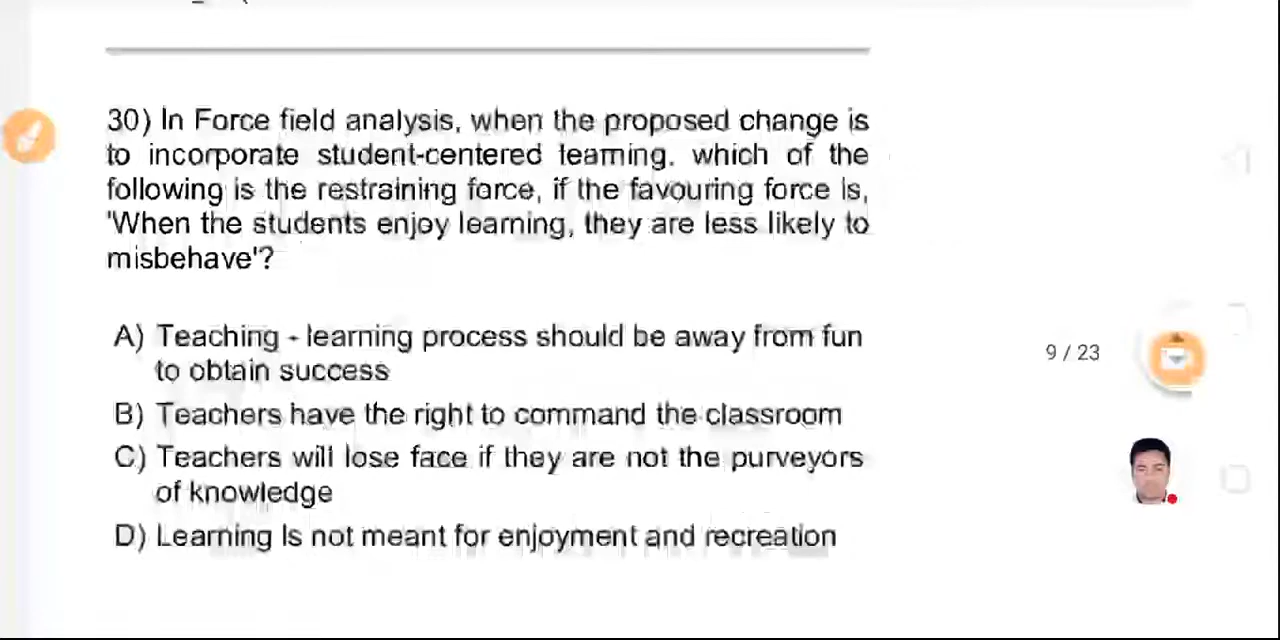 30) In Force field analysis, when the proposed change is
to incorporate student-centered learning, which of the
following is the restraining force, if the favouring force is,
'When the students enjoy learning, they are less likely to
misbehave'?
A) Teaching - learning process should be away from fun
to obtain success
B) Teachers have the right to command the classroom
C) Teachers will lose face if they are not the purveyors
of knowledge
D) Learning is not meant for enjoyment and recreation
9 / 23